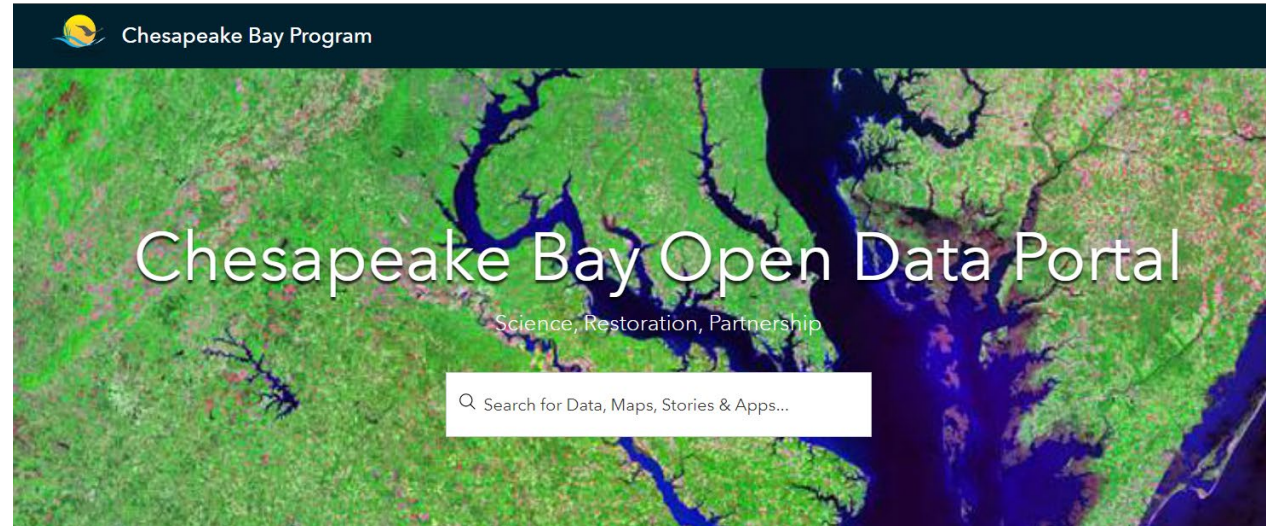 Chesapeake Bay Program
Chesapeake Bay Open Data Portal
Science, Restoration, Partnership
Search for Data, Maps, Stories & Apps...